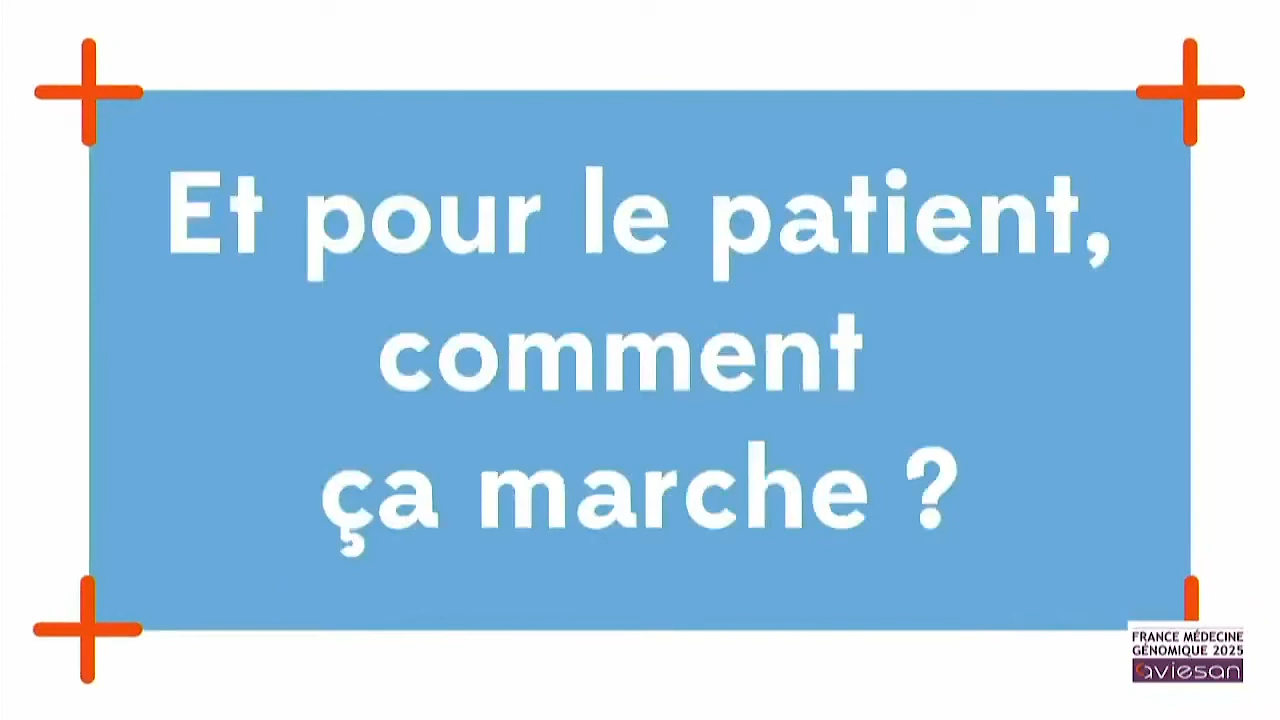 Et pour le patient,
comment
ça marche ?
FRANCE MÉDECINE
GÉNOMIQUE 2025
aviesan